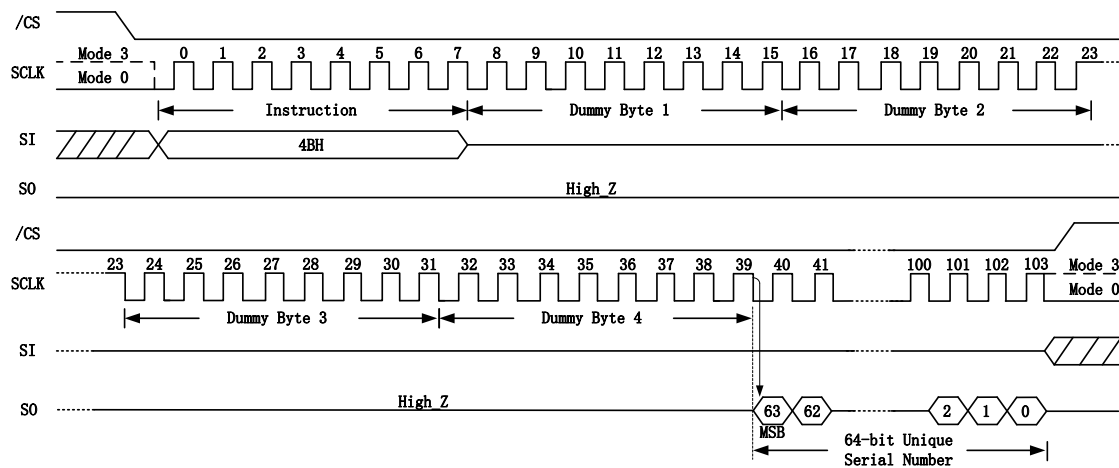 /CS
Mode 3 0 1 2 3 4 5 6 7 8 9 10 11 12 13 14 15 16 17 18 19 20 21 22 23
SCLK
Mode 0
Instruction Dummy Byte 1 Dummy Byte 2
SI 4BH
SO High_Z
/CS
23 24 25 26 27 28 29 30 31 32 33 34 35 36 37 38 39 40 41 100 101 102 103 Mode 3
SCLK
Mode 0
Dummy Byte 3 Dummy Byte 4
SI
High_Z
SO 63 62 2 1 0
MSB
64-bit Unique
Serial Number